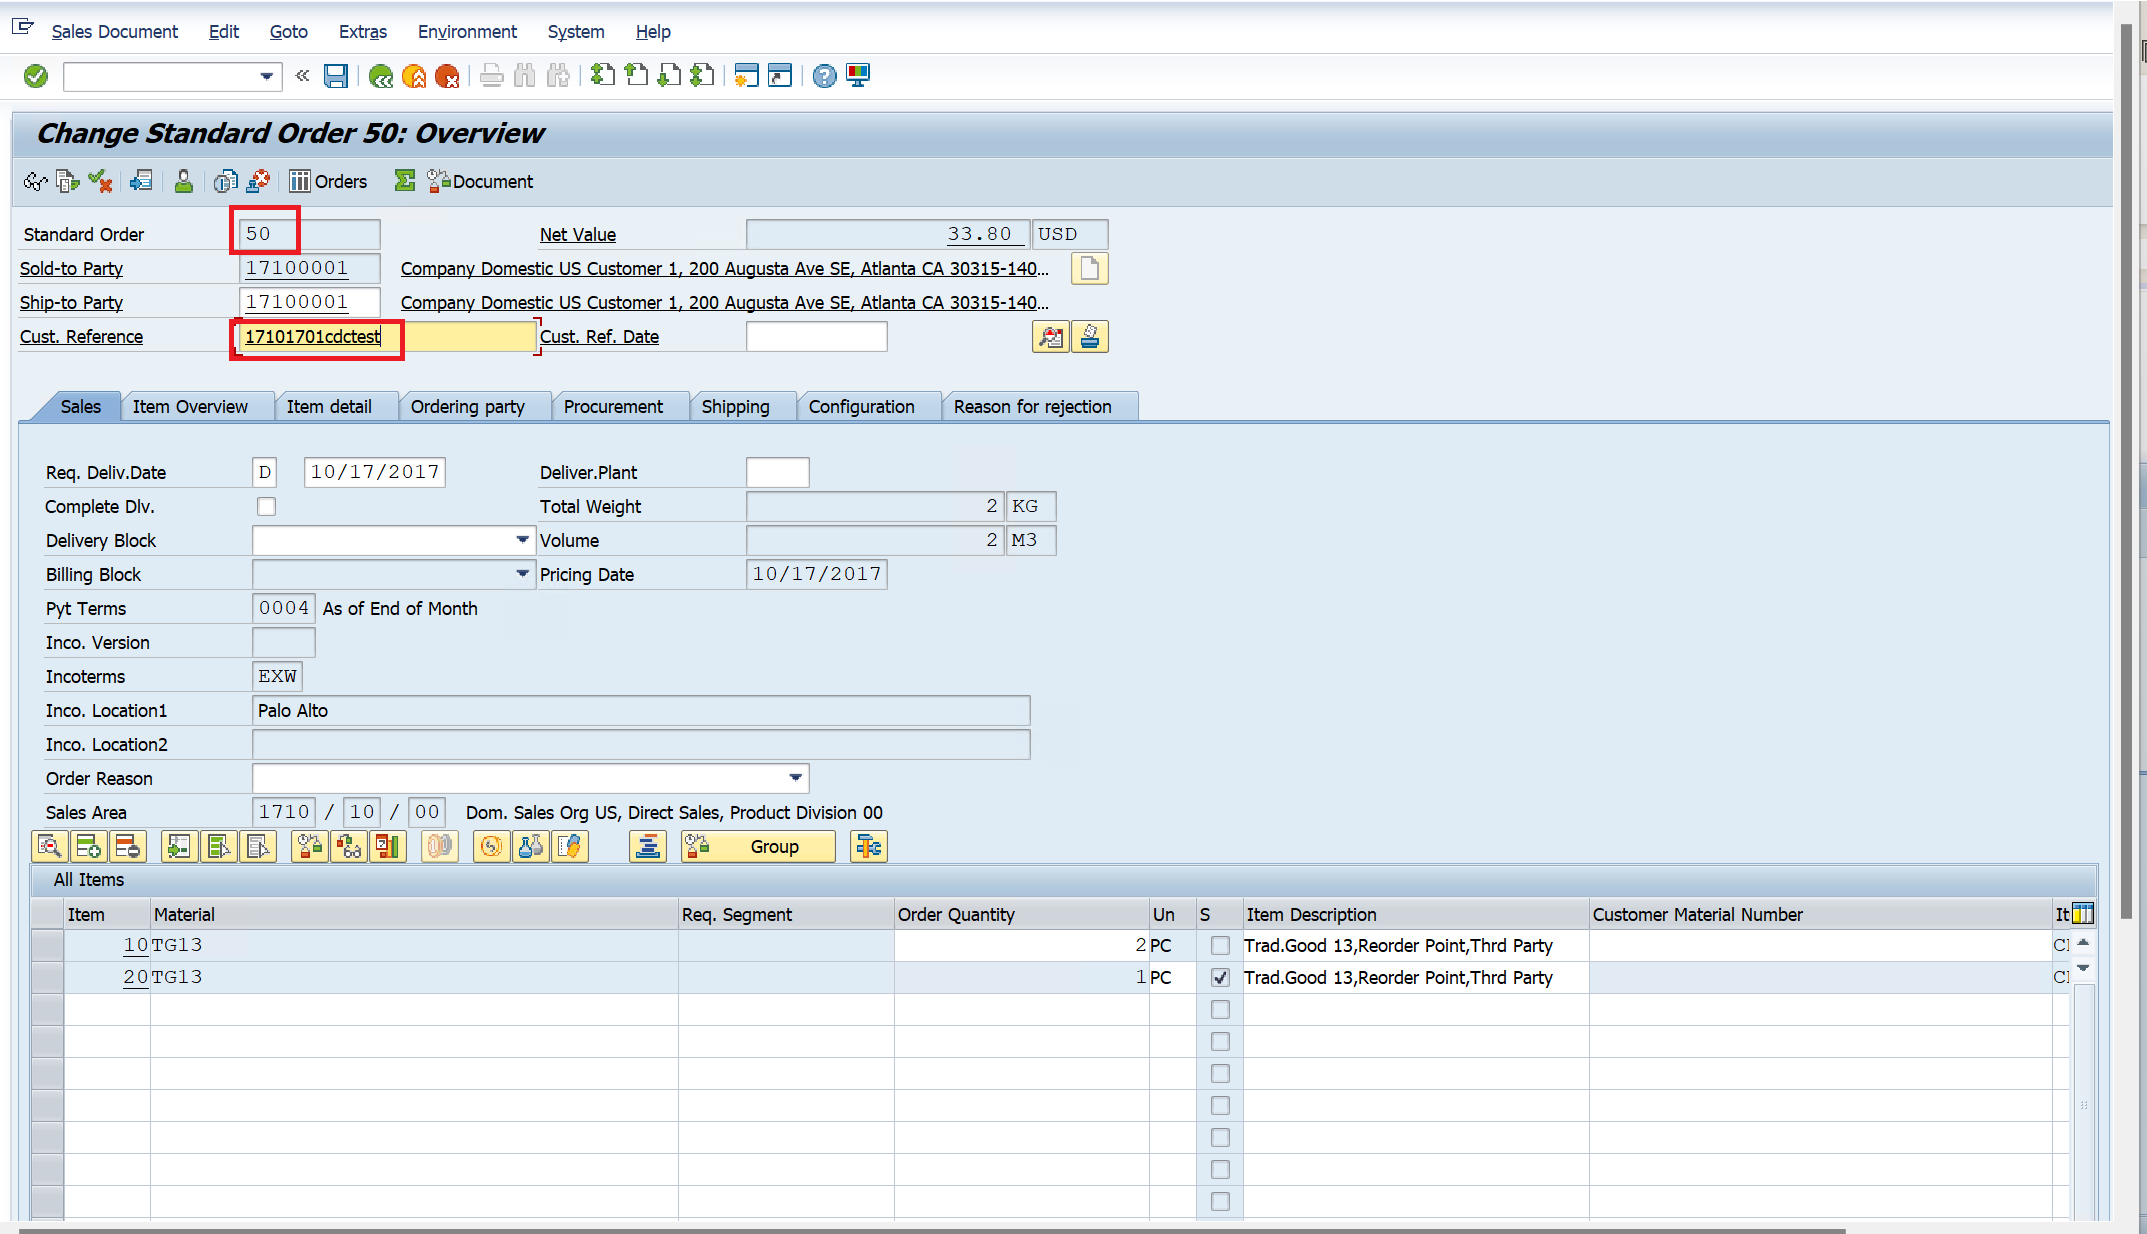 Sales Document Edit Goto Extras Environment System Help
Change Standard Order 50: Overview
Orders Document
Standard Order 50 Net Value 33.80 USD
Sold-to Party 17100001 Company Domestic US Customer 1, 200 Augusta Ave SE, Atlanta CA 30315-140...
Ship-to Party 17100001 Company Domestic US Customer 1, 200 Augusta Ave SE, Atlanta CA 30315-140...
Cust. Reference 17101701cdctest Cust. Ref. Date
Sales Item Overview Item detail Ordering party Procurement Shipping Configuration Reason for rejection
Req. Deliv.Date D 10/17/2017 Deliver.Plant
Complete Dlv. Total Weight 2 KG
Delivery Block Volume 2 M3
Billing Block Pricing Date 10/17/2017
Pyt Terms 0004 As of End of Month
Inco. Version
Incoterms EXW
Inco. Location1 Palo Alto
Inco. Location2
Order Reason
Sales Area 1710 / 10 / 00 Dom. Sales Org US, Direct Sales, Product Division 00
Group
All Items
Item Material Req. Segment Order Quantity Un S Item Description Customer Material Number It
10 TG13 2 PC Trad.Good 13,Reorder Point,Thrd Party
20 TG13 1 PC Trad.Good 13,Reorder Point,Thrd Party